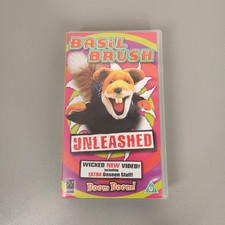 BASIL
BRUSH
UNLEASHED
WICKED NEW VIDEO!
including
EXTRA Unseen Stuff!
Boom Boom!
U